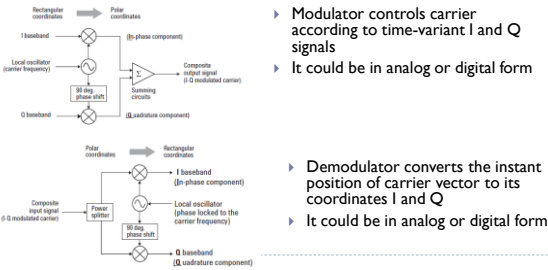 Rectangular coordinates
Polar coordinates
I baseband
(In-phase component)
Local oscillator
(carrier frequency)
Σ
Composite
output signal
(I-Q modulated carrier)
90 deg.
phase shift
Summing
circuits
Q baseband
(Q uadrature component)
Modulator controls carrier
according to time-variant I and Q
signals
It could be in analog or digital form
Polar
coordinates
Rectangular
coordinates
I baseband
(In-phase component)
Composite
input signal
(I-Q modulated carrier)
Power
splitter
Local oscillator
(phase locked to the
carrier frequency)
90 deg.
phase shift
Q baseband
(Q uadrature component)
Demodulator converts the instant
position of carrier vector to its
coordinates I and Q
It could be in analog or digital form